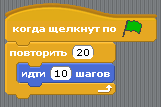 когда щелкнут по
повторить 20
идти 10 шагов